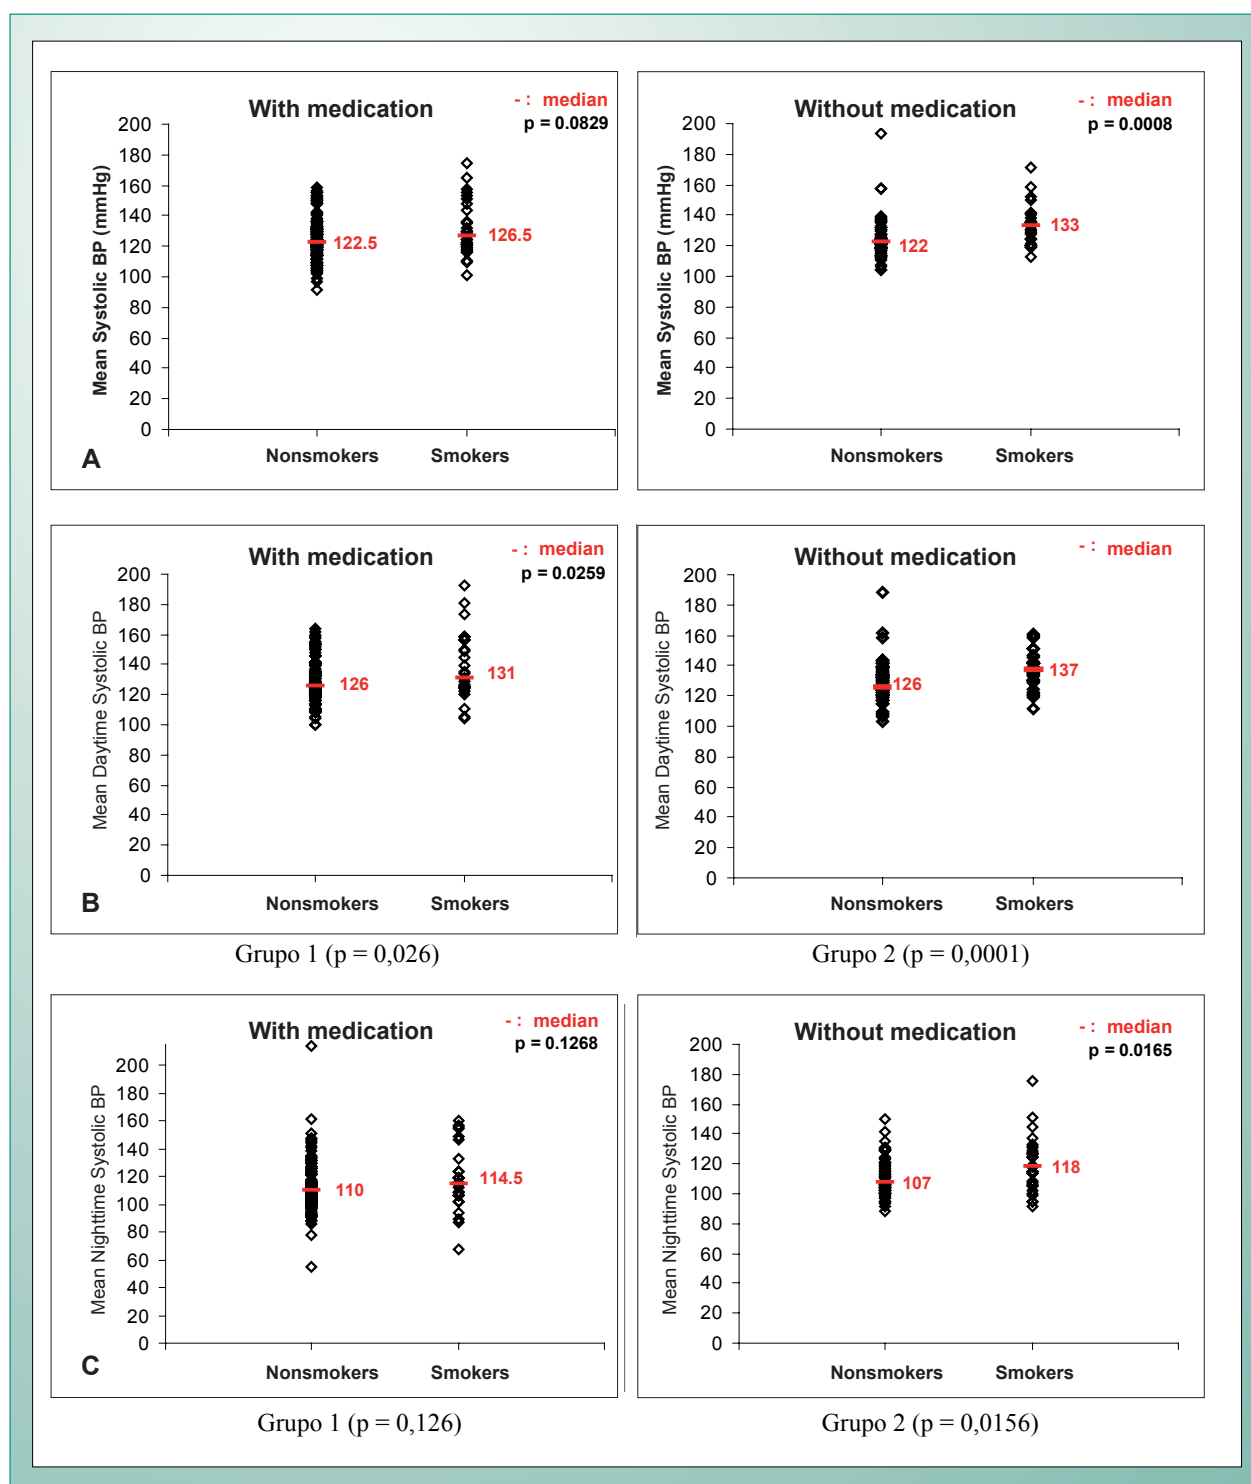 With medication
- : median
p = 0.0829
Mean Systolic BP (mmHg)
200
180
160
140
120
100
80
60
40
20
0
122.5
126.5
Nonsmokers Smokers
A
Without medication
- : median
p = 0.0008
Mean Systolic BP (mmHg)
200
180
160
140
120
100
80
60
40
20
0
122
133
Nonsmokers Smokers
With medication
- : median
p = 0.0259
Mean Daytime Systolic BP
200
180
160
140
120
100
80
60
40
20
0
126
131
Nonsmokers Smokers
B
Without medication
- : median
Mean Daytime Systolic BP
200
180
160
140
120
100
80
60
40
20
0
126
137
Nonsmokers Smokers
Grupo 1 (p = 0,026)
Grupo 2 (p = 0,0001)
With medication
- : median
p = 0.1268
Mean Nighttime Systolic BP
200
180
160
140
120
100
80
60
40
20
0
110
114.5
Nonsmokers Smokers
C
Without medication
- : median
p = 0.0165
Mean Nighttime Systolic BP
200
180
160
140
120
100
80
60
40
20
0
107
118
Nonsmokers Smokers
Grupo 1 (p = 0,126)
Grupo 2 (p = 0,0156)